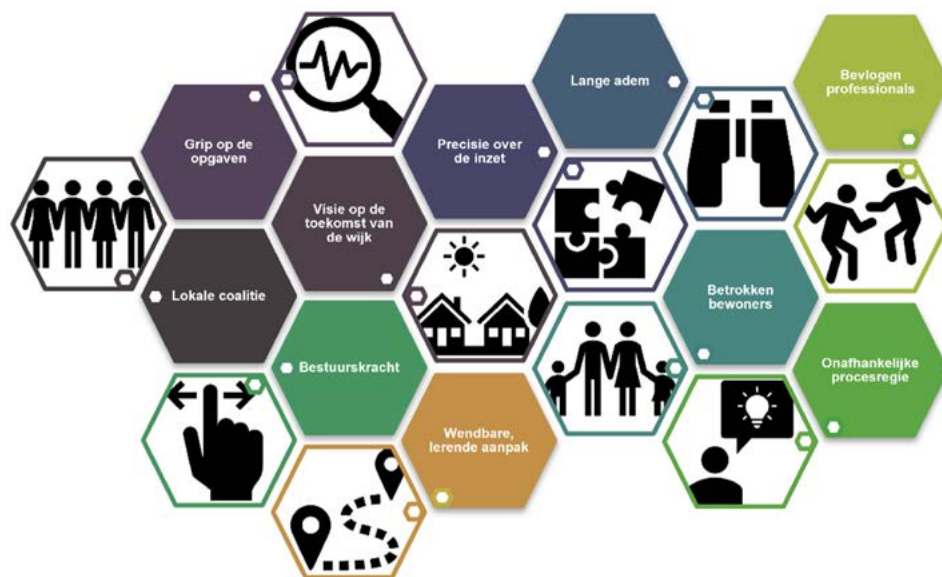 Lange adem
Bevlogen
professionals
Grip op de
opgaven
Precisie over
de inzet
Visie op de
toekomst van
de wijk
Lokale coalitie
Betrokken
bewoners
Bestuurskracht
Onafhankelijke
procesregie
Wendbare,
lerende aanpak